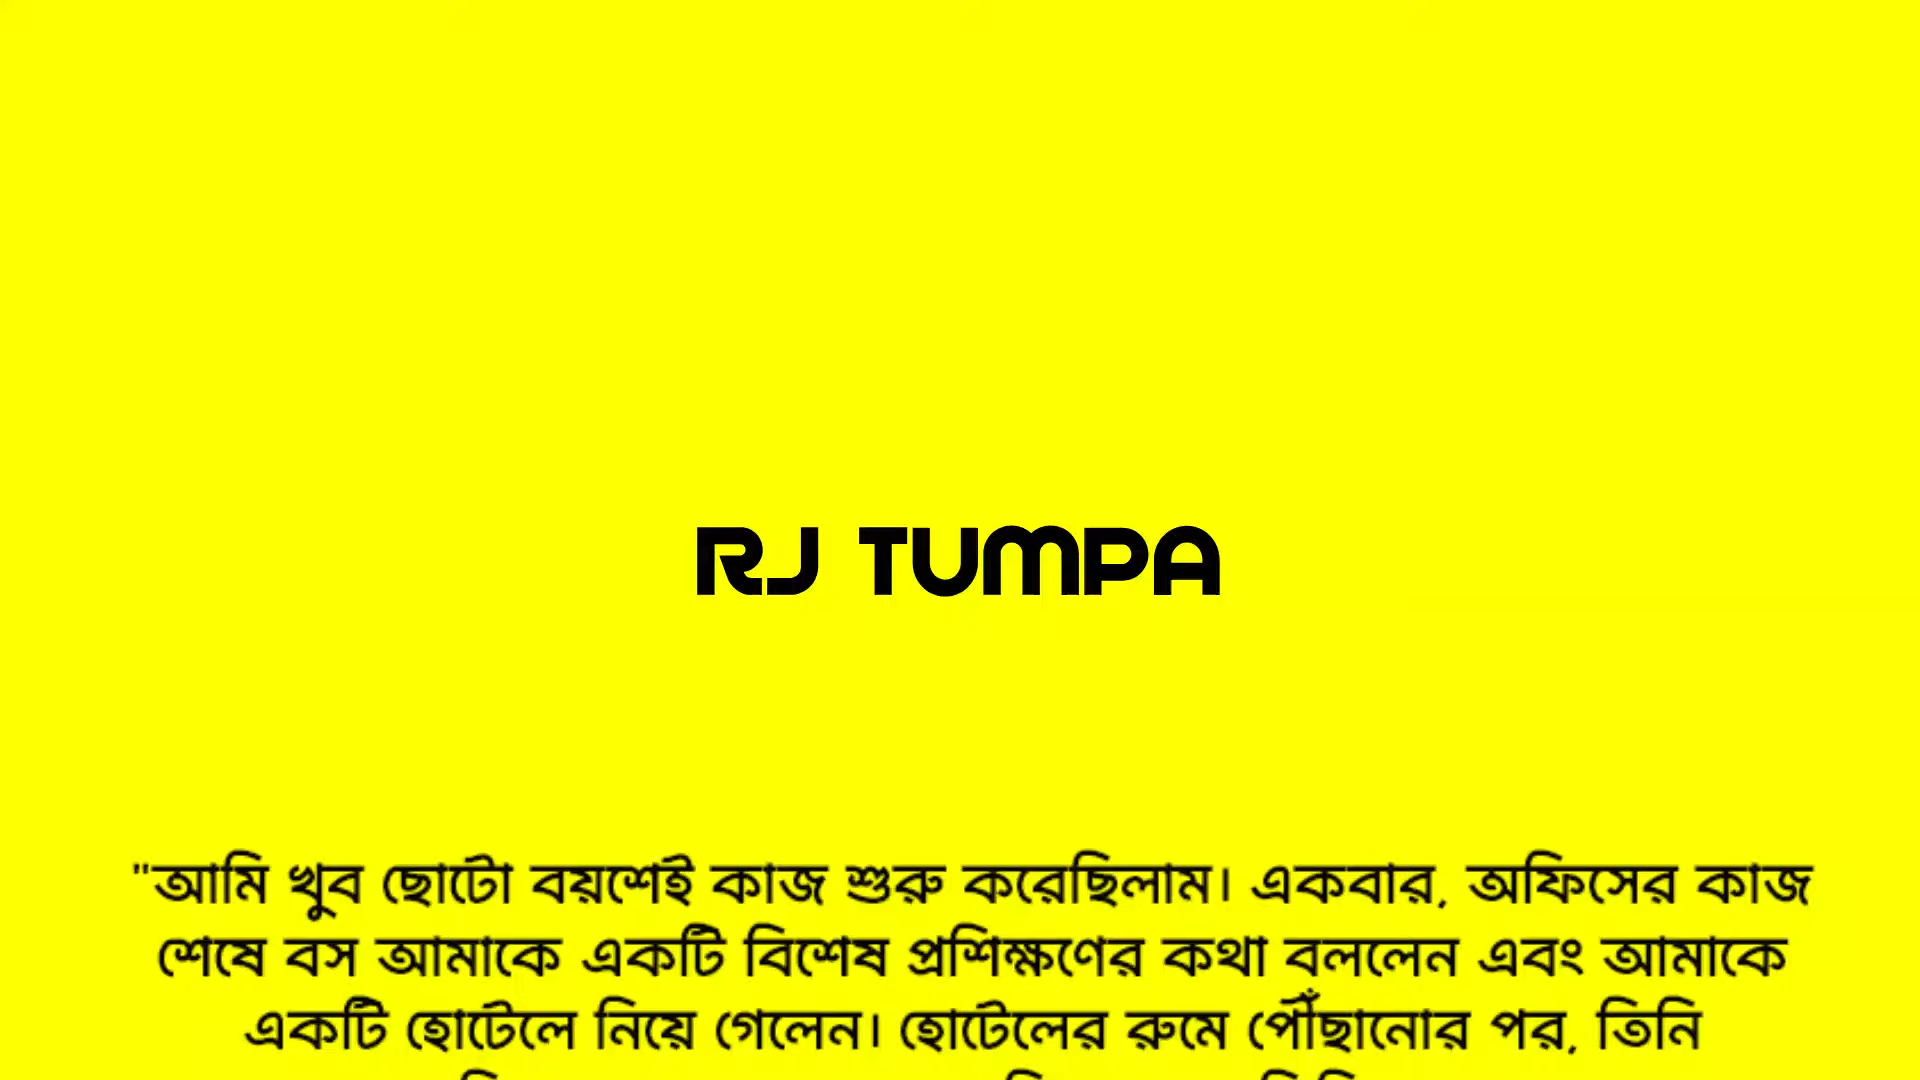 RJ TUMPA
"আমি খুব ছোটো বয়শেই কাজ শুরু করেছিলাম। একবার, অফিসের কাজ
শেষে বস আমাকে একটি বিশেষ প্রশিক্ষণের কথা বললেন এবং আমাকে
একটি হোটেলে নিয়ে গেলেন। হোটেলের রুমে পৌঁছানোর পর, তিনি